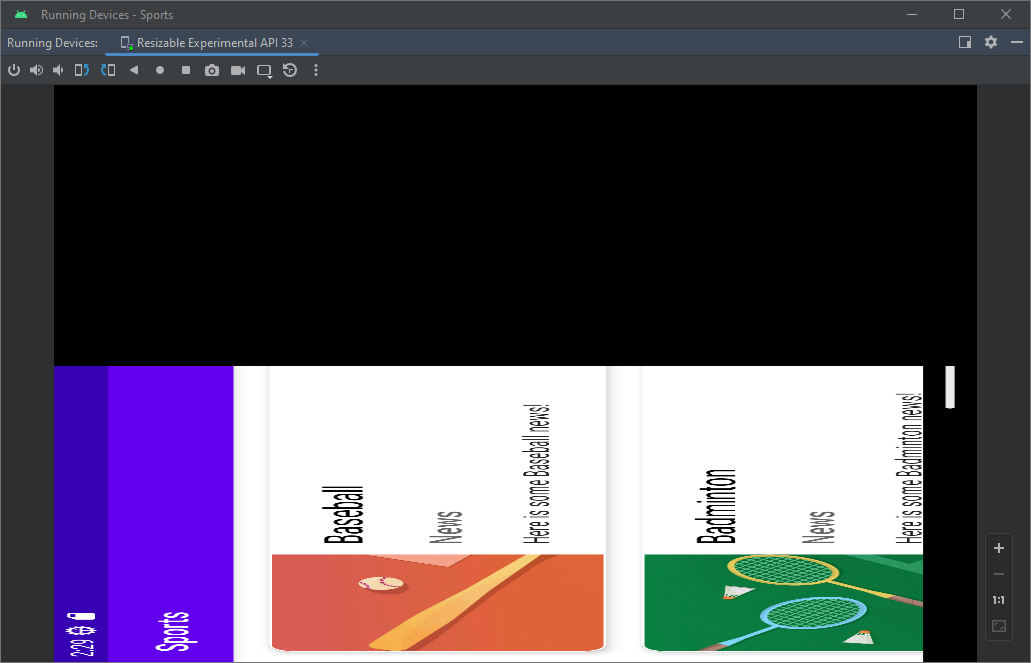 Running Devices - Sports
Running Devices:
Resizable Experimental API 33
2:29
Sports
Baseball
News
Here is some Baseball news!
Badminton
News
Here is some Badminton news!
1:1